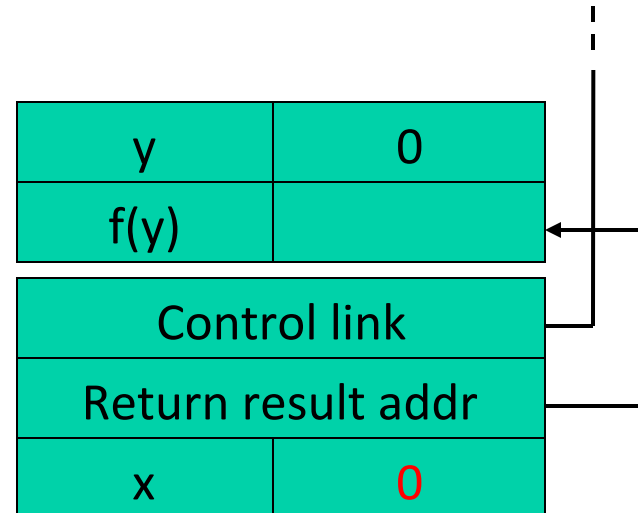 y 0
f(y)
Control link
Return result addr
x 0